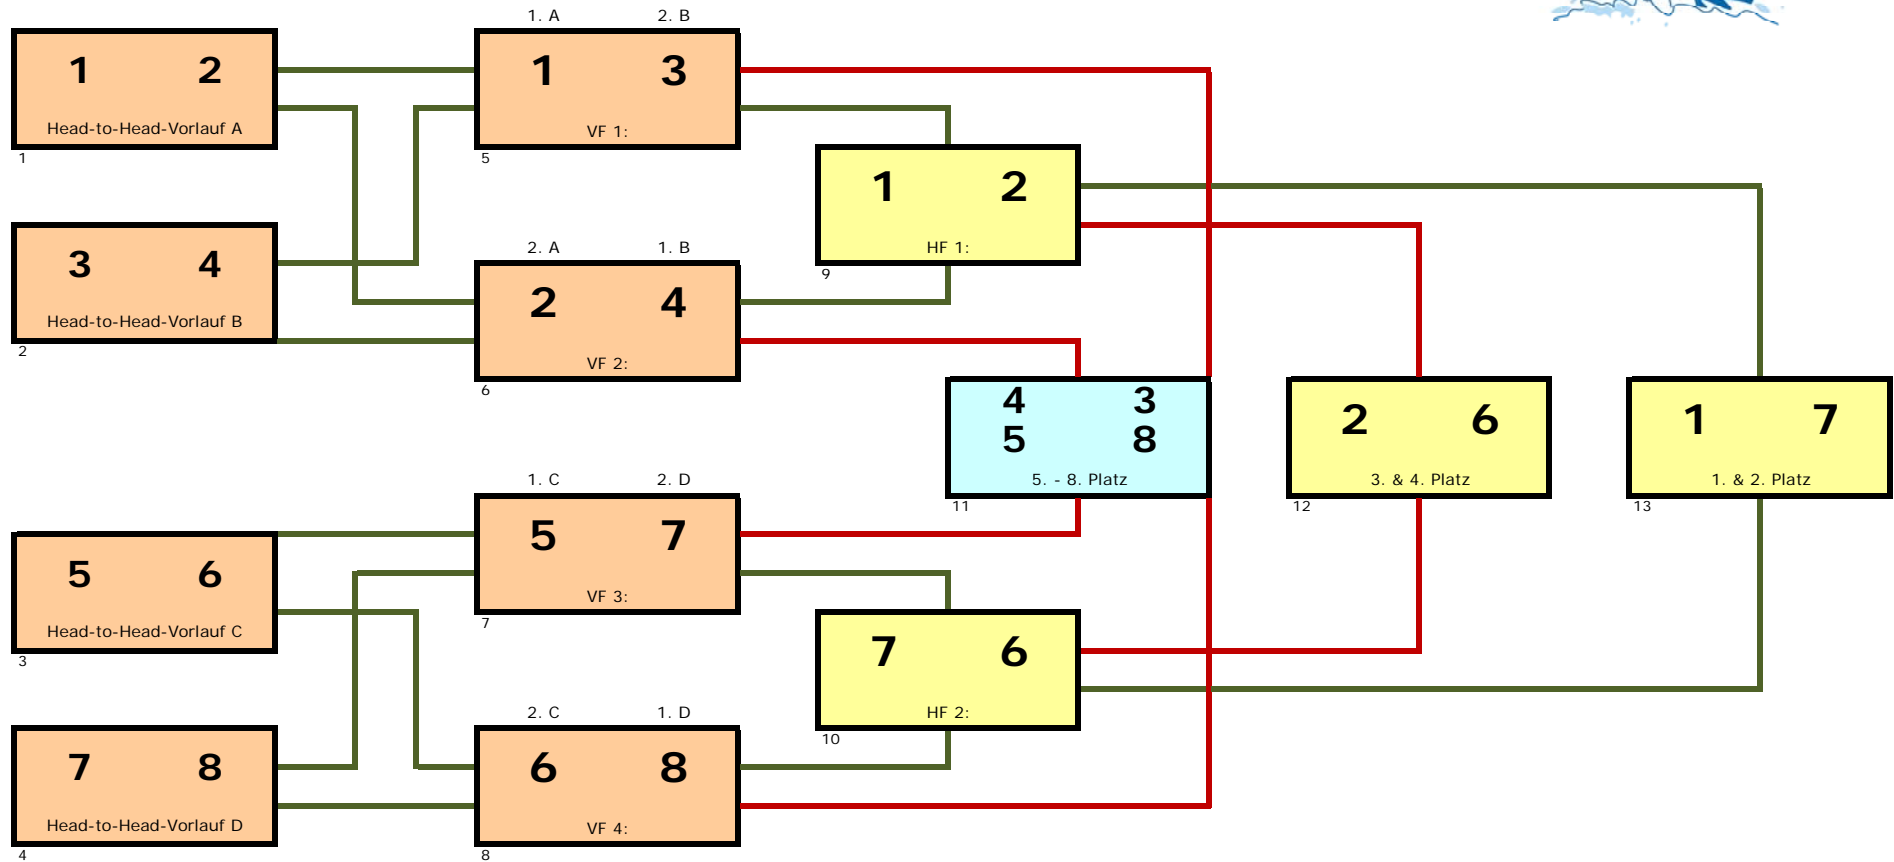 1. A 2. B
1 2
Head-to-Head-Vorlauf A
1
1 3
VF 1:
5
1 2
HF 1:
9
3 4
Head-to-Head-Vorlauf B
2
2. A 1. B
2 4
VF 2:
6
4 3
5 8
5. - 8. Platz
11
2 6
3. & 4. Platz
12
1 7
1. & 2. Platz
13
1. C 2. D
5 7
VF 3:
7
5 6
Head-to-Head-Vorlauf C
3
7 6
HF 2:
10
2. C 1. D
7 8
Head-to-Head-Vorlauf D
4
6 8
VF 4:
8